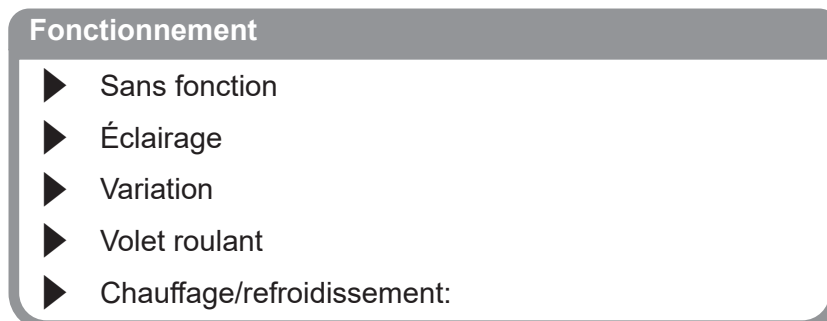 Fonctionnement
Sans fonction
Éclairage
Variation
Volet roulant
Chauffage/refroidissement: